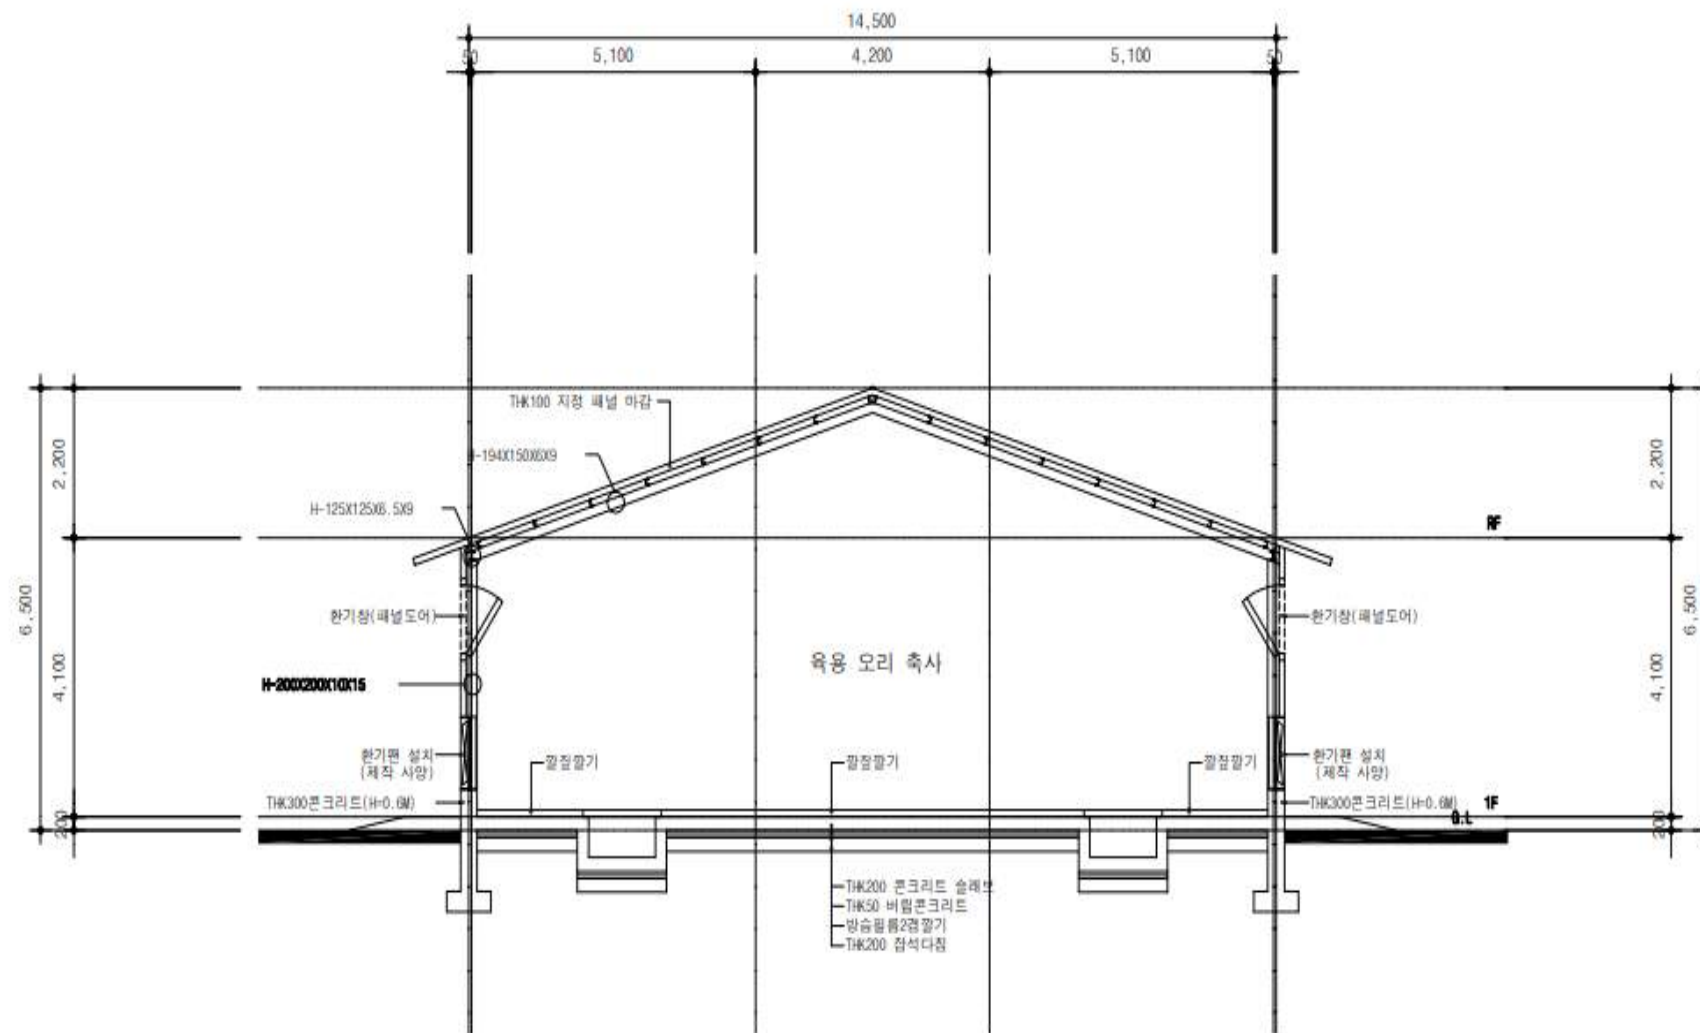 14,500
50
5,100
4,200
5,100
50
THK100 지정 패널 마감
H-194X150X6X9
H-125X125X6.5X9
RF
2,200
2,200
6,500
6,500
환기창(패널도어)
환기창(패널도어)
육용 오리 축사
4,100
4,100
H-200X200X10X15
환기팬 설치
(제작 사양)
깔짚깔기
깔짚깔기
깔짚깔기
환기팬 설치
(제작 사양)
THK300콘크리트(H=0.6M)
THK300콘크리트(H=0.6M)
1F
G.L
200
200
THK200 콘크리트 슬래브
THK50 버림콘크리트
방습필름2겹깔기
THK200 잡석다짐